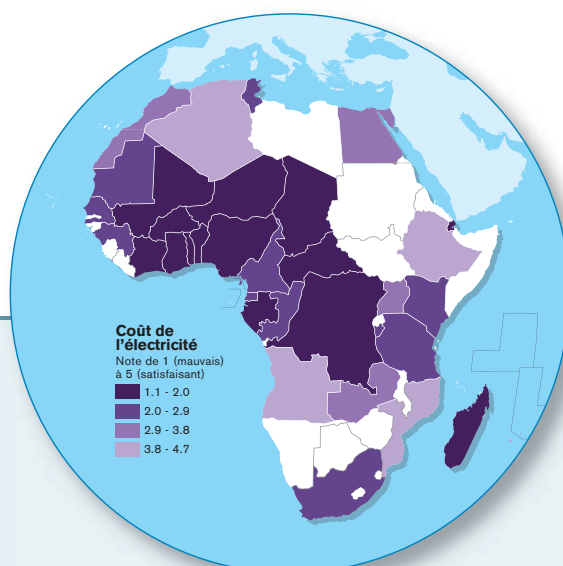 Coût de
l'électricité
Note de 1 (mauvais)
à 5 (satisfaisant)
1.1 - 2.0
2.0 - 2.9
2.9 - 3.8
3.8 - 4.7